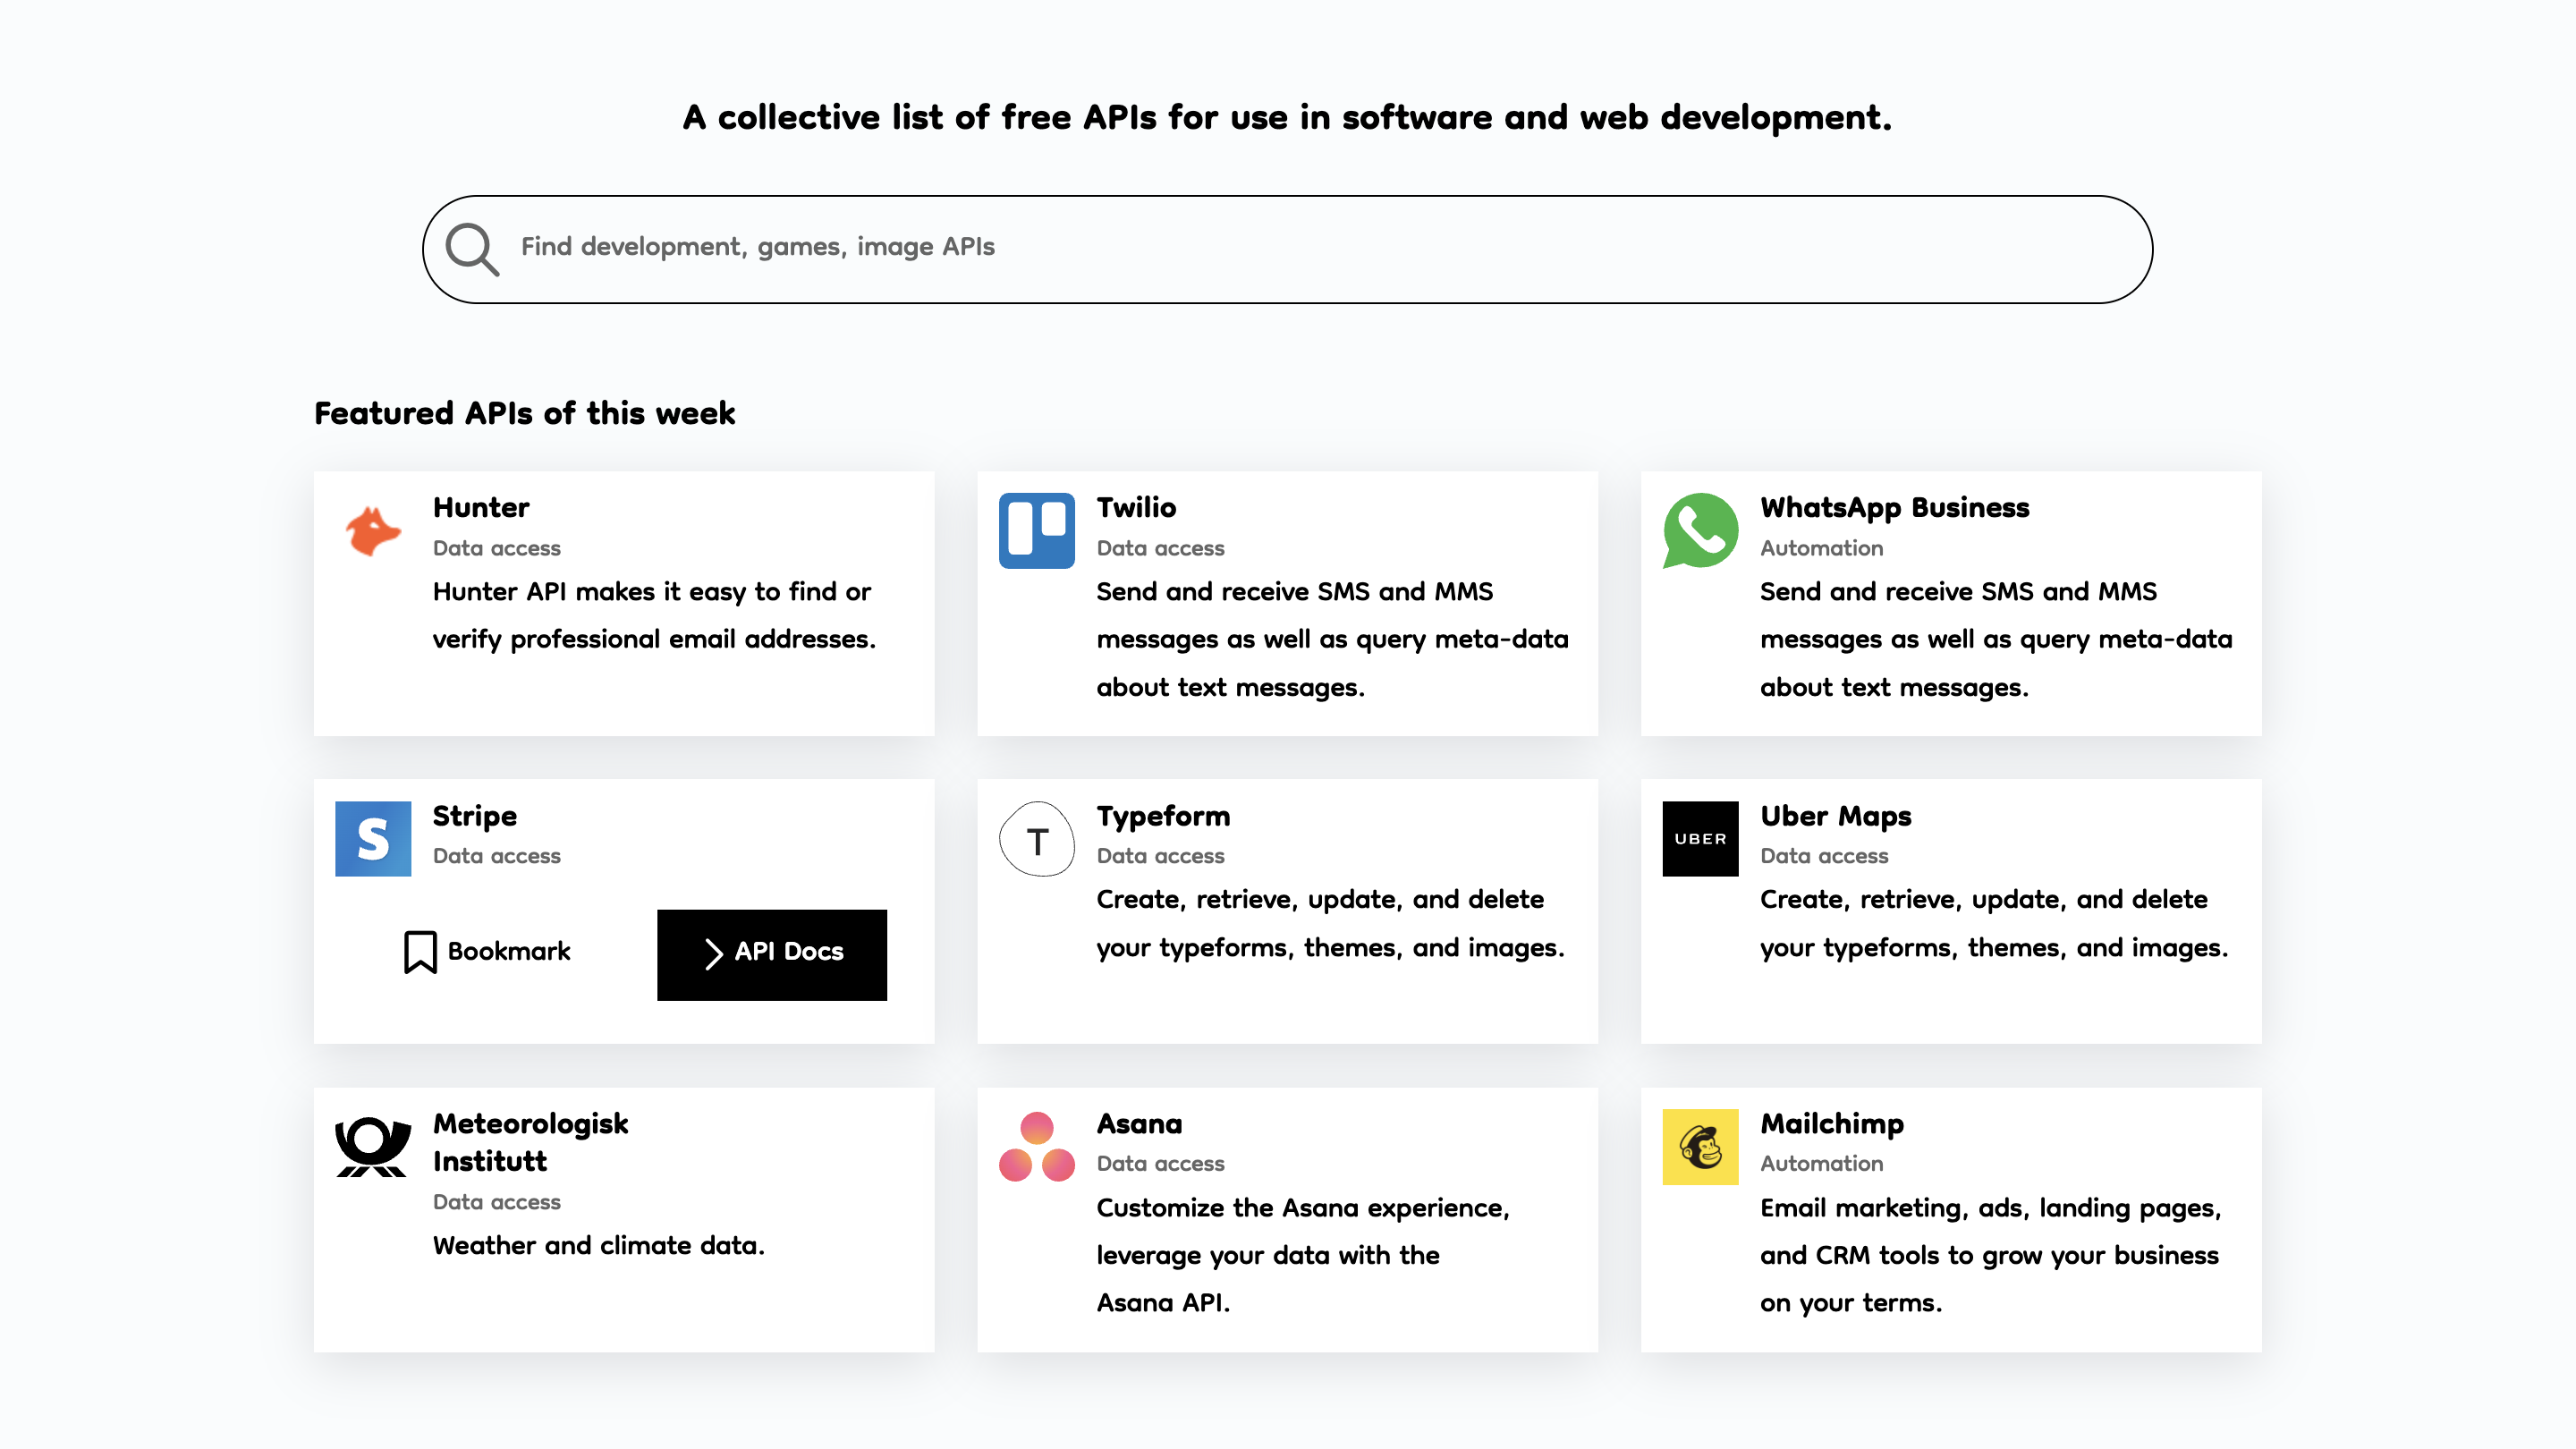 A collective list of free APIs for use in software and web development.
Find development, games, image APIs
Featured APIs of this week
Hunter
Data access
Hunter API makes it easy to find or
verify professional email addresses.
Twilio
Data access
Send and receive SMS and MMS
messages as well as query meta-data
about text messages.
WhatsApp Business
Automation
Send and receive SMS and MMS
messages as well as query meta-data
about text messages.
S
Stripe
Data access
Bookmark
API Docs
T
Typeform
Data access
Create, retrieve, update, and delete
your typeforms, themes, and images.
UBER
Uber Maps
Data access
Create, retrieve, update, and delete
your typeforms, themes, and images.
Meteorologisk
Institutt
Data access
Weather and climate data.
Asana
Data access
Customize the Asana experience,
leverage your data with the
Asana API.
Mailchimp
Automation
Email marketing, ads, landing pages,
and CRM tools to grow your business
on your terms.